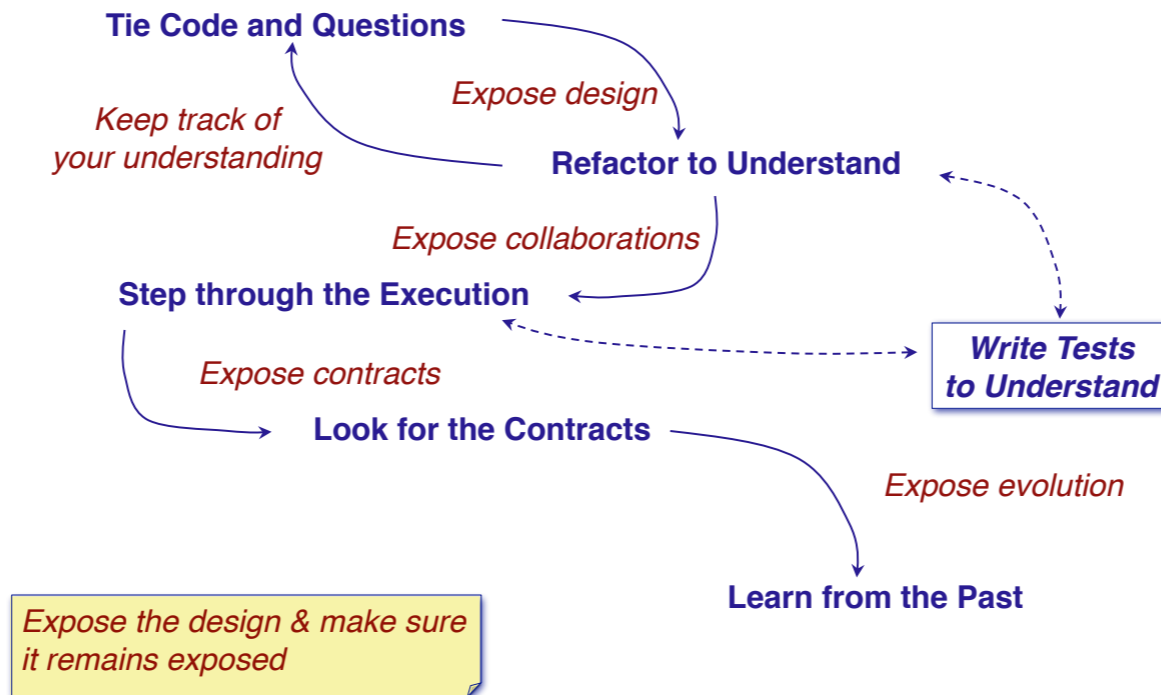 Tie Code and Questions
Expose design
Keep track of
your understanding
Refactor to Understand
Expose collaborations
Step through the Execution
Write Tests
to Understand
Expose contracts
Look for the Contracts
Expose evolution
Learn from the Past
Expose the design & make sure
it remains exposed